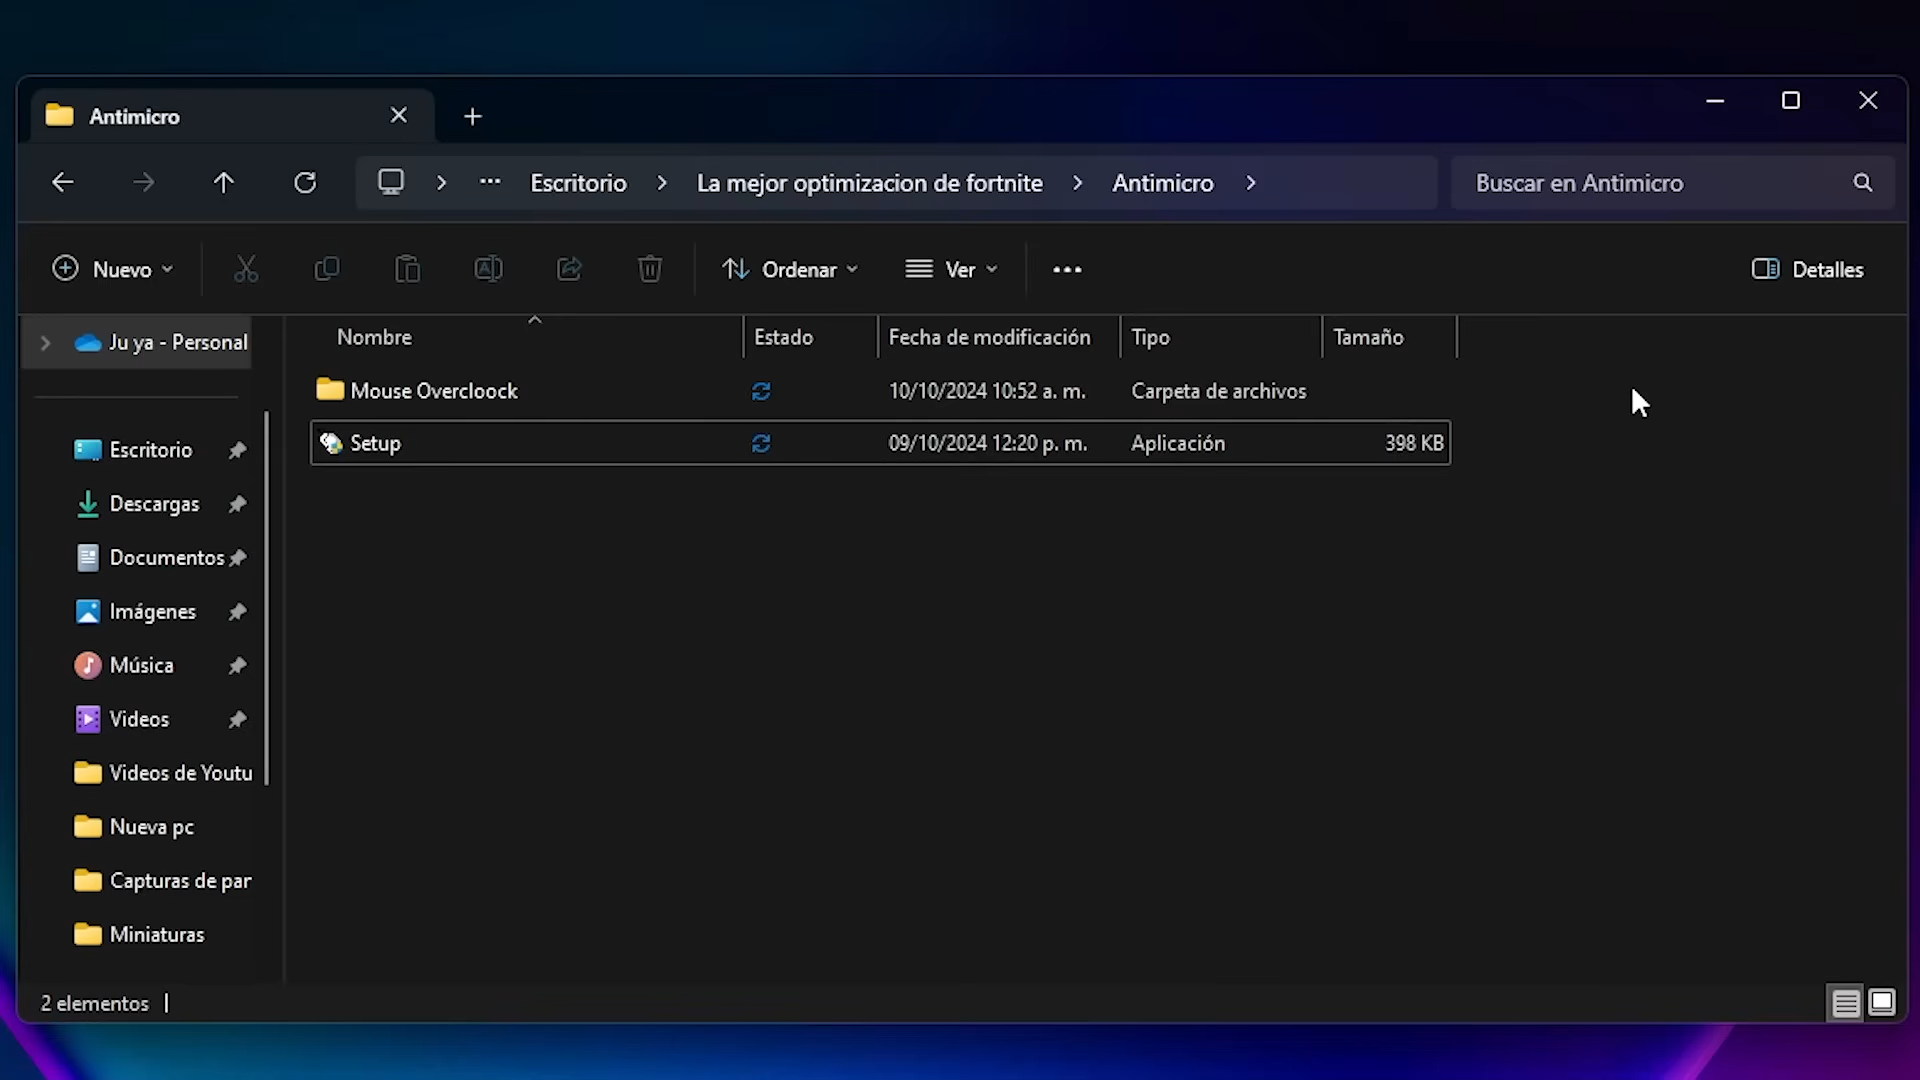 Antimicro
Escritorio
La mejor optimizacion de fortnite
Antimicro
Buscar en Antimicro
Nuevo
Ordenar
Ver
Detalles
Nombre
Estado
Fecha de modificación
Tipo
Tamaño
Ju ya - Personal
Mouse Overcloock
10/10/2024 10:52 a. m.
Carpeta de archivos
Setup
09/10/2024 12:20 p. m.
Aplicación
398 KB
Escritorio
Descargas
Documentos
Imágenes
Música
Videos
Videos de Youtu
Nueva pc
Capturas de par
Miniaturas
2 elementos